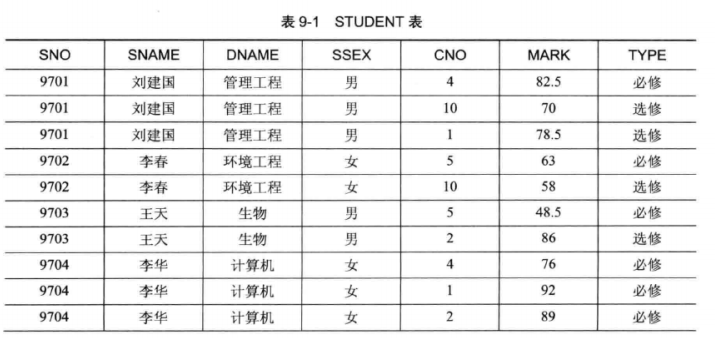 表 9-1 STUDENT 表
SNO SNAME DNAME SSEX CNO MARK TYPE
9701 刘建国 管理工程 男 4 82.5 必修
9701 刘建国 管理工程 男 10 70 选修
9701 刘建国 管理工程 男 1 78.5 选修
9702 李春 环境工程 女 5 63 必修
9702 李春 环境工程 女 10 58 选修
9703 王天 生物 男 5 48.5 必修
9703 王天 生物 男 2 86 选修
9704 李华 计算机 女 4 76 必修
9704 李华 计算机 女 1 92 必修
9704 李华 计算机 女 2 89 必修